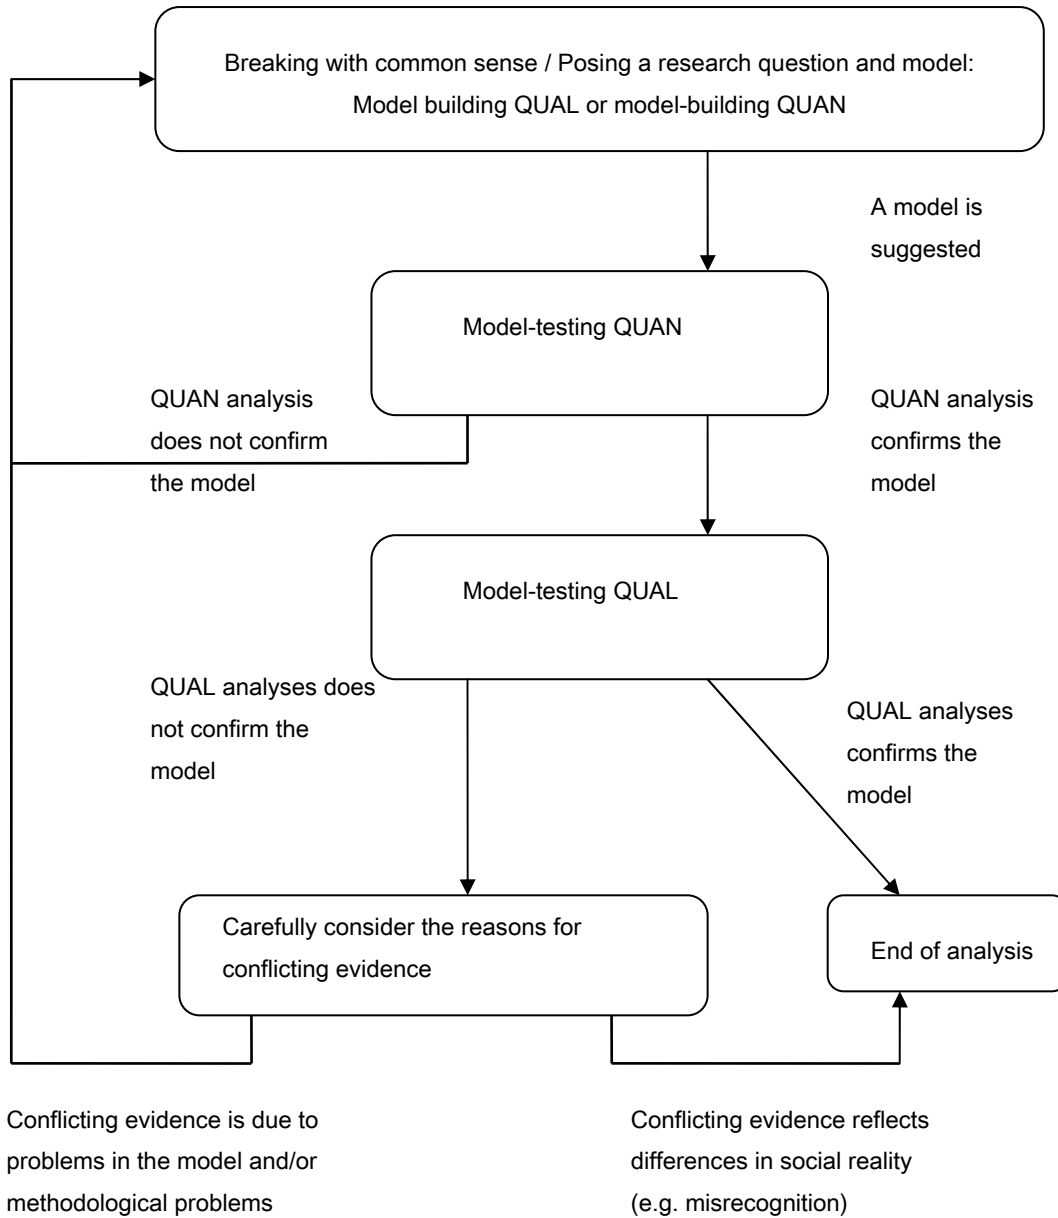 Breaking with common sense / Posing a research question and model:
Model building QUAL or model-building QUAN
A model is
suggested
Model-testing QUAN
QUAN analysis
does not confirm
the model
QUAN analysis
confirms the
model
Model-testing QUAL
QUAL analyses does
not confirm the
model
QUAL analyses
confirms the
model
Carefully consider the reasons for
conflicting evidence
End of analysis
Conflicting evidence is due to
problems in the model and/or
methodological problems
Conflicting evidence reflects
differences in social reality
(e.g. misrecognition)